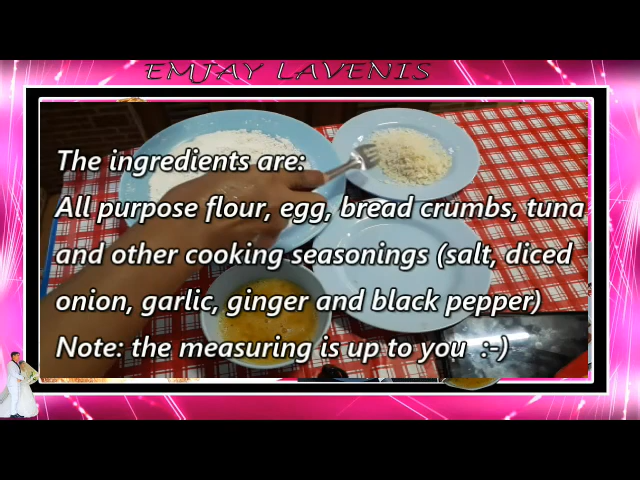 EMJAY LAVENIS
The ingredients are:
All purpose flour, egg, bread crumbs, tuna
and other cooking seasonings (salt, diced
onion, garlic, ginger and black pepper)
Note: the measuring is up to you :-)